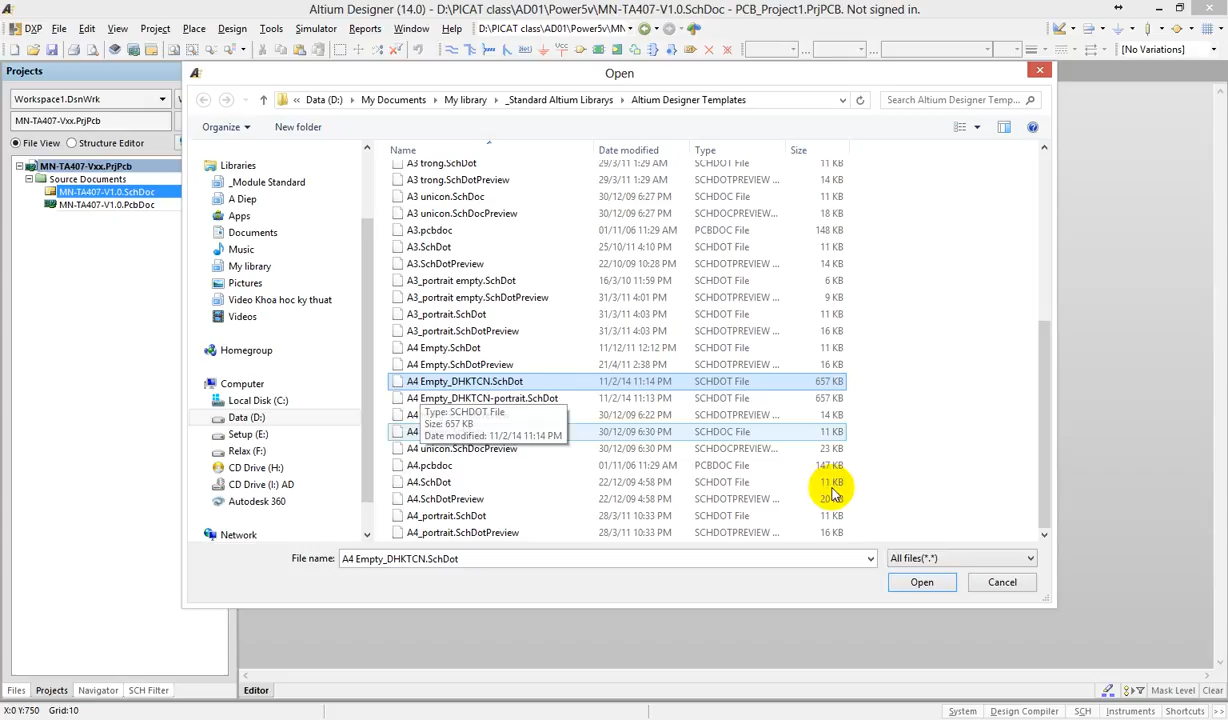 Altium Designer (14.0) - D:\PICAT class\AD01\Power5v\MN-TA407-V1.0.SchDoc - PCB_Project1.PrjPCB. Not signed in.
DXP File Edit View Project Place Design Tools Simulator Reports Window Help D:\PICAT class\AD01\Power5v\MN
[No Variations]
Projects
Workspace1.DsnWrk
MN-TA407-Vxx.PrjPcb
File View Structure Editor
MN-TA407-Vxx.PrjPcb
Source Documents
MN-TA407-V1.0.SchDoc
MN-TA407-V1.0.PcbDoc
Open
« Data (D:) My Documents My library _Standard Altium Librarys Altium Designer Templates
Search Altium Designer Temp...
Organize New folder
Libraries
_Module Standard
A Diep
Apps
Documents
Music
My library
Pictures
Video Khoa hoc ky thuat
Videos
Homegroup
Computer
Local Disk (C:)
Data (D:)
Setup (E:)
Relax (F:)
CD Drive (H:)
CD Drive (I:) AD
Autodesk 360
Network
Name Date modified Type Size
A3 trong.SchDot 29/3/11 1:29 AM SCHDOT File 11 KB
A3 trong.SchDotPreview 29/3/11 1:29 AM SCHDOTPREVIEW ... 14 KB
A3 unicon.SchDoc 30/12/09 6:27 PM SCHDOC File 11 KB
A3 unicon.SchDocPreview 30/12/09 6:27 PM SCHDOCPREVIEW... 18 KB
A3.pcbdoc 01/11/06 11:29 AM PCBDOC File 148 KB
A3.SchDot 25/10/11 4:10 PM SCHDOT File 11 KB
A3.SchDotPreview 22/10/09 10:28 PM SCHDOTPREVIEW ... 14 KB
A3_portrait empty.SchDot 16/3/10 11:59 PM SCHDOT File 6 KB
A3_portrait empty.SchDotPreview 31/3/11 4:01 PM SCHDOTPREVIEW ... 9 KB
A3_portrait.SchDot 31/3/11 4:03 PM SCHDOT File 11 KB
A3_portrait.SchDotPreview 31/3/11 4:03 PM SCHDOTPREVIEW ... 16 KB
A4 Empty.SchDot 11/12/11 12:12 PM SCHDOT File 11 KB
A4 Empty.SchDotPreview 21/4/11 2:38 PM SCHDOTPREVIEW ... 16 KB
A4 Empty_DHKTCN.SchDot 11/2/14 11:14 PM SCHDOT File 657 KB
A4 Empty_DHKTCN-portrait.SchDot 11/2/14 11:13 PM SCHDOT File 657 KB
A4 30/12/09 6:22 PM SCHDOTPREVIEW ... 14 KB
A4 30/12/09 6:30 PM SCHDOC File 11 KB
A4 unicon.SchDocPreview 30/12/09 6:30 PM SCHDOCPREVIEW... 23 KB
A4.pcbdoc 01/11/06 11:29 AM PCBDOC File 147 KB
A4.SchDot 22/12/09 4:58 PM SCHDOT File 11 KB
A4.SchDotPreview 22/12/09 4:58 PM SCHDOTPREVIEW ... 20 KB
A4_portrait.SchDot 28/3/11 10:33 PM SCHDOT File 11 KB
A4_portrait.SchDotPreview 28/3/11 10:33 PM SCHDOTPREVIEW ... 16 KB
Type: SCHDOT File
Size: 657 KB
Date modified: 11/2/14 11:14 PM
File name: A4 Empty_DHKTCN.SchDot All files(*.*)
Open Cancel
Files Projects Navigator SCH Filter Editor Mask Level Clear
X:0 Y:750 Grid:10 System Design Compiler SCH Instruments Shortcuts >>